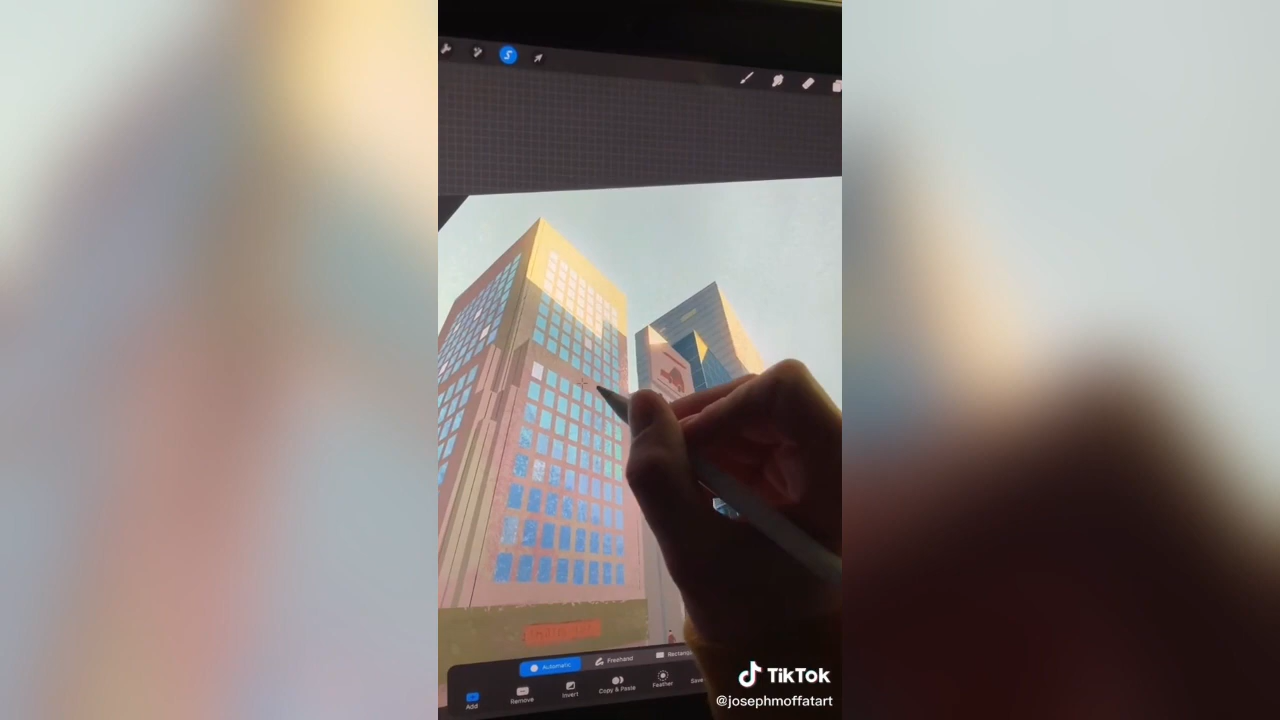 Automatic
Freehand
Add
Remove
Invert
Copy & Paste
Feather
TikTok
@josephmoffatart